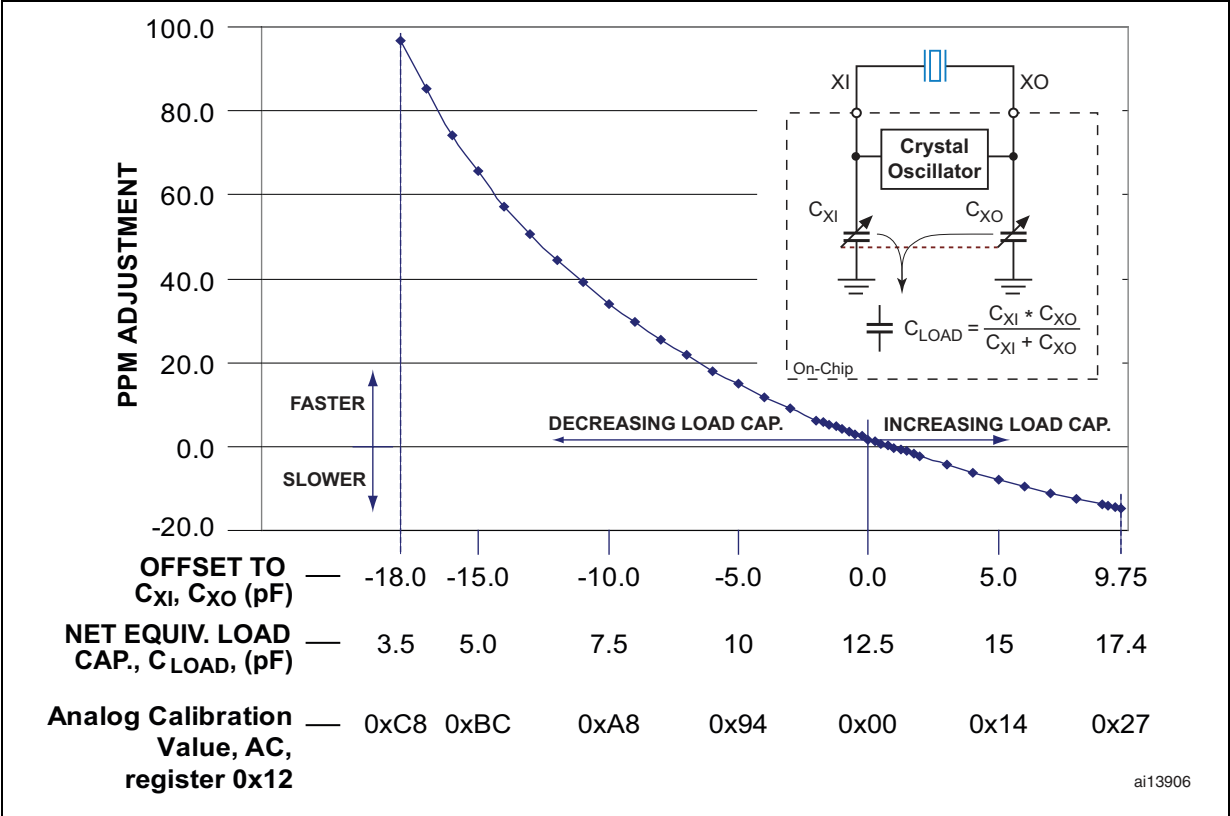 100.0
80.0
60.0
40.0
20.0
0.0
-20.0
PPM ADJUSTMENT
FASTER
SLOWER
DECREASING LOAD CAP.
INCREASING LOAD CAP.
XI
XO
Crystal
Oscillator
CXI
CXO
CLOAD = CXI * CXO
CXI + CXO
On-Chip
OFFSET TO
CXI, CXO (pF)
-18.0 -15.0 -10.0 -5.0 0.0 5.0 9.75
NET EQUIV. LOAD
CAP., CLOAD, (pF)
3.5 5.0 7.5 10 12.5 15 17.4
Analog Calibration
Value, AC,
register 0x12
0xC8 0xBC 0xA8 0x94 0x00 0x14 0x27
ai13906